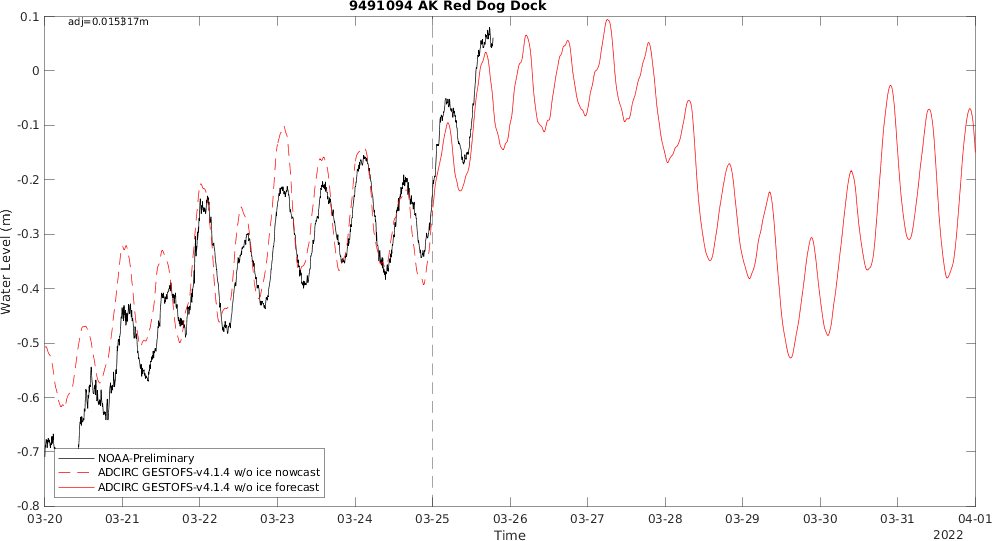 9491094 AK Red Dog Dock
adj=0.015317m
0.1
0
-0.1
-0.2
-0.3
-0.4
-0.5
-0.6
-0.7
-0.8
Water Level (m)
NOAA-Preliminary
ADCIRC GESTOFS-v4.1.4 w/o ice nowcast
ADCIRC GESTOFS-v4.1.4 w/o ice forecast
03-20 03-21 03-22 03-23 03-24 03-25 03-26 03-27 03-28 03-29 03-30 03-31 04-01
Time
2022